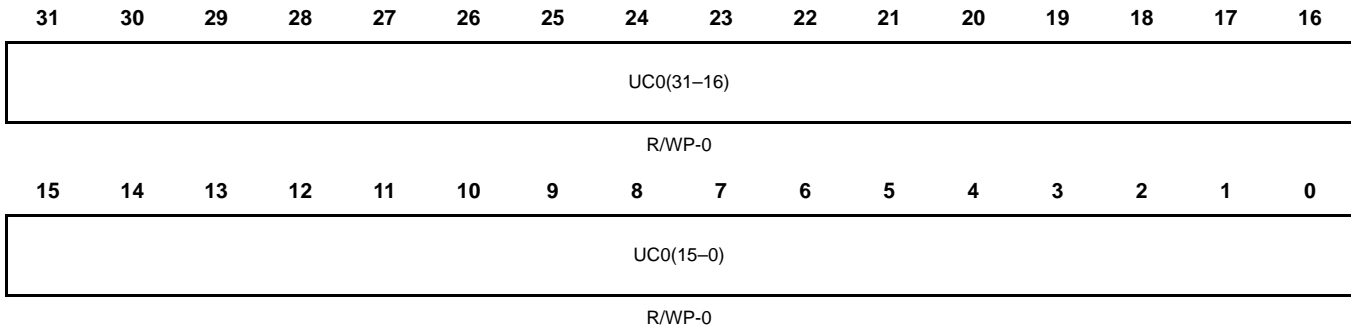 31 30 29 28 27 26 25 24 23 22 21 20 19 18 17 16
UC0(31–16)
R/WP-0
15 14 13 12 11 10 9 8 7 6 5 4 3 2 1 0
UC0(15–0)
R/WP-0